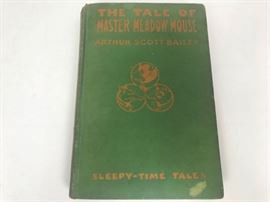 THE TALE OF
MASTER MEADOW MOUSE
ARTHUR SCOTT BAILEY
SLEEPY-TIME TALES